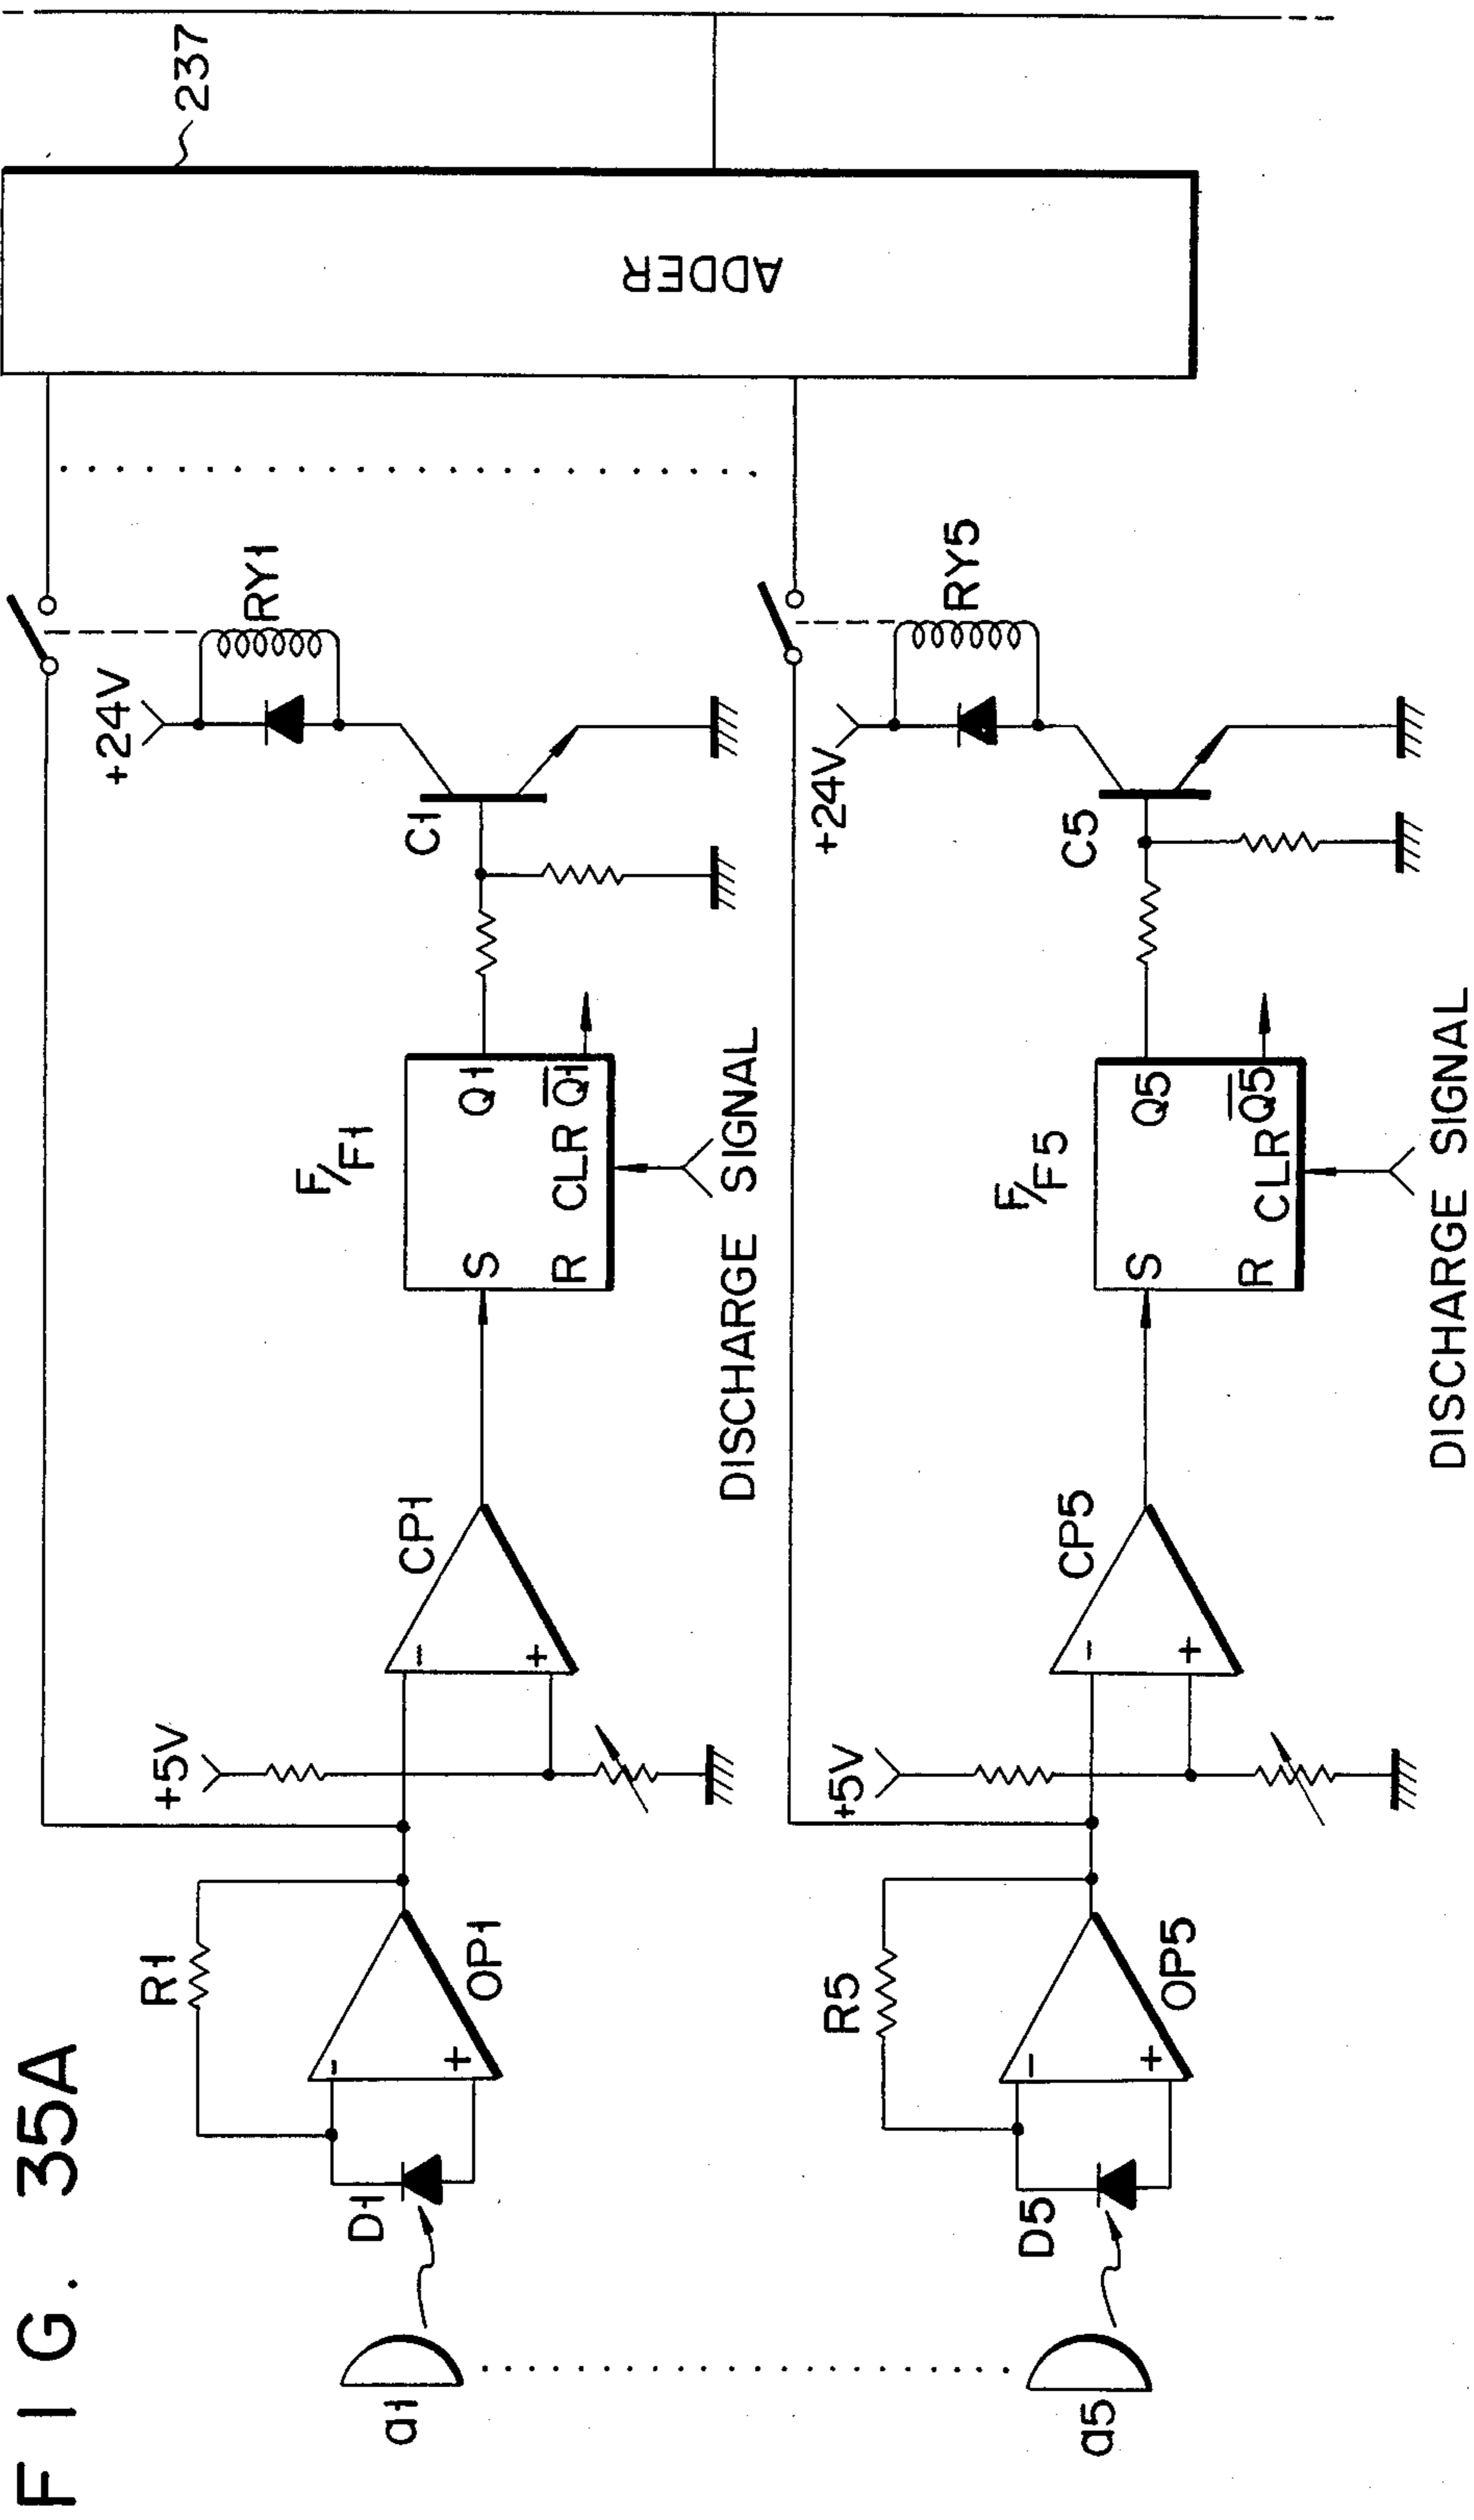 FIG. 35A
a1
D1
R1
-
+
OP1
+5V
-
+
CP1
F/F1
S
R
CLR
Q1
Q1
DISCHARGE SIGNAL
C1
+24V
RY1
a5
D5
R5
-
+
OP5
+5V
-
+
CP5
F/F5
S
R
CLR
Q5
Q5
DISCHARGE SIGNAL
C5
+24V
RY5
ADDER
237